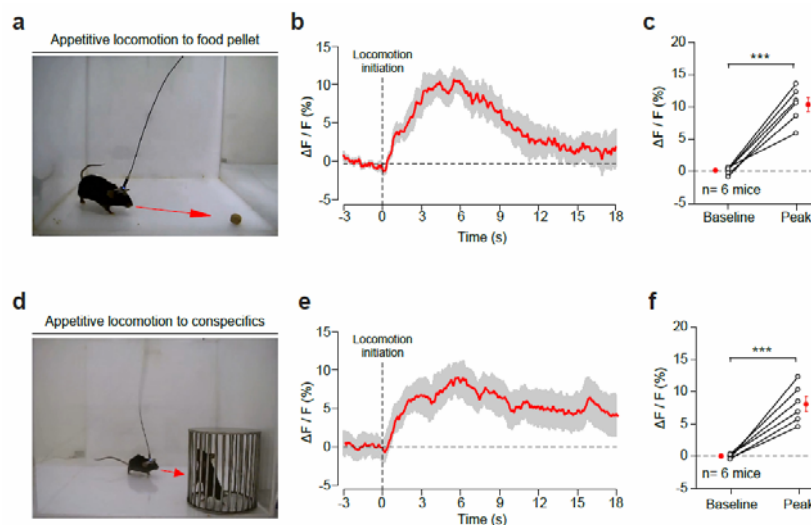 a
Appetitive locomotion to food pellet
b
Locomotion
initiation
ΔF / F (%)
15
10
5
0
-5
-3 0 3 6 9 12 15 18
Time (s)
c
***
ΔF / F (%)
20
15
10
5
0
-5
n= 6 mice
Baseline Peak
d
Appetitive locomotion to conspecifics
e
Locomotion
initiation
ΔF / F (%)
15
10
5
0
-5
-3 0 3 6 9 12 15 18
Time (s)
f
***
ΔF / F (%)
20
15
10
5
0
-5
n= 6 mice
Baseline Peak